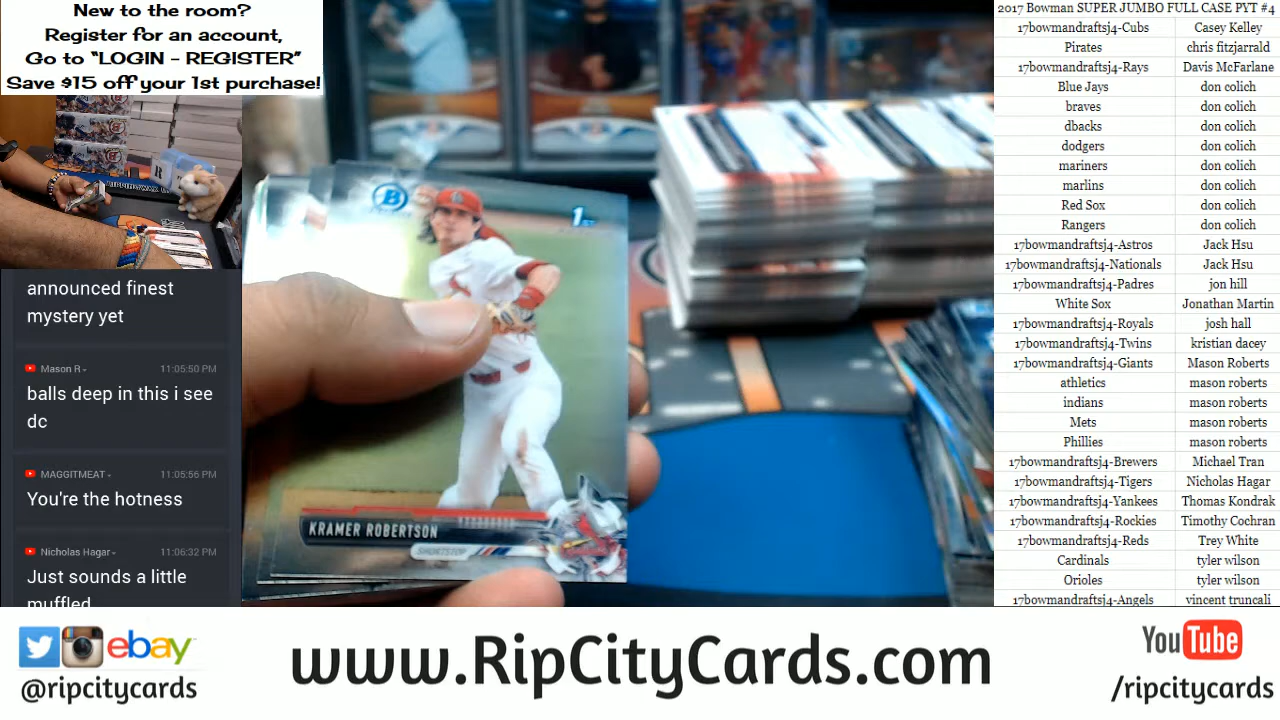 New to the room?
Register for an account,
Go to “LOGIN - REGISTER”
Save $15 off your 1st purchase!
announced finest
mystery yet
Mason R
11:05:50 PM
balls deep in this i see
dc
MAGGITMEAT
11:05:56 PM
You're the hotness
Nicholas Hagar
11:06:32 PM
Just sounds a little
muffled
B
1st
KRAMER ROBERTSON
SHORTSTOP
2017 Bowman SUPER JUMBO FULL CASE PYT #4
17bowmandraftsj4-Cubs Casey Kelley
Pirates chris fitzjarrald
17bowmandraftsj4-Rays Davis McFarlane
Blue Jays don colich
braves don colich
dbacks don colich
dodgers don colich
mariners don colich
marlins don colich
Red Sox don colich
Rangers don colich
17bowmandraftsj4-Astros Jack Hsu
17bowmandraftsj4-Nationals Jack Hsu
17bowmandraftsj4-Padres jon hill
White Sox Jonathan Martin
17bowmandraftsj4-Royals josh hall
17bowmandraftsj4-Twins kristian dacey
17bowmandraftsj4-Giants Mason Roberts
athletics mason roberts
indians mason roberts
Mets mason roberts
Phillies mason roberts
17bowmandraftsj4-Brewers Michael Tran
17bowmandraftsj4-Tigers Nicholas Hagar
17bowmandraftsj4-Yankees Thomas Kondrak
17bowmandraftsj4-Rockies Timothy Cochran
17bowmandraftsj4-Reds Trey White
Cardinals tyler wilson
Orioles tyler wilson
17bowmandraftsj4-Angels vincent truncali
ebay
@ripcitycards
www.RipCityCards.com
YouTube
/ripcitycards